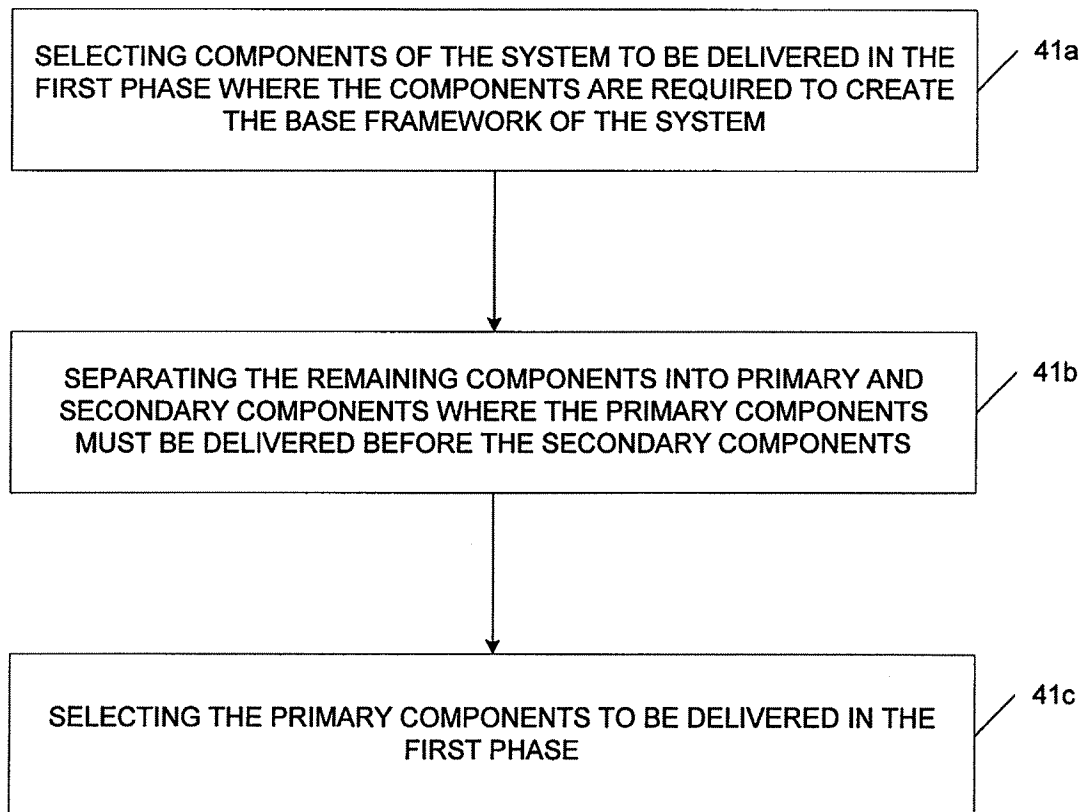 SELECTING COMPONENTS OF THE SYSTEM TO BE DELIVERED IN THE
FIRST PHASE WHERE THE COMPONENTS ARE REQUIRED TO CREATE
THE BASE FRAMEWORK OF THE SYSTEM
41a
SEPARATING THE REMAINING COMPONENTS INTO PRIMARY AND
SECONDARY COMPONENTS WHERE THE PRIMARY COMPONENTS
MUST BE DELIVERED BEFORE THE SECONDARY COMPONENTS
41b
SELECTING THE PRIMARY COMPONENTS TO BE DELIVERED IN THE
FIRST PHASE
41c